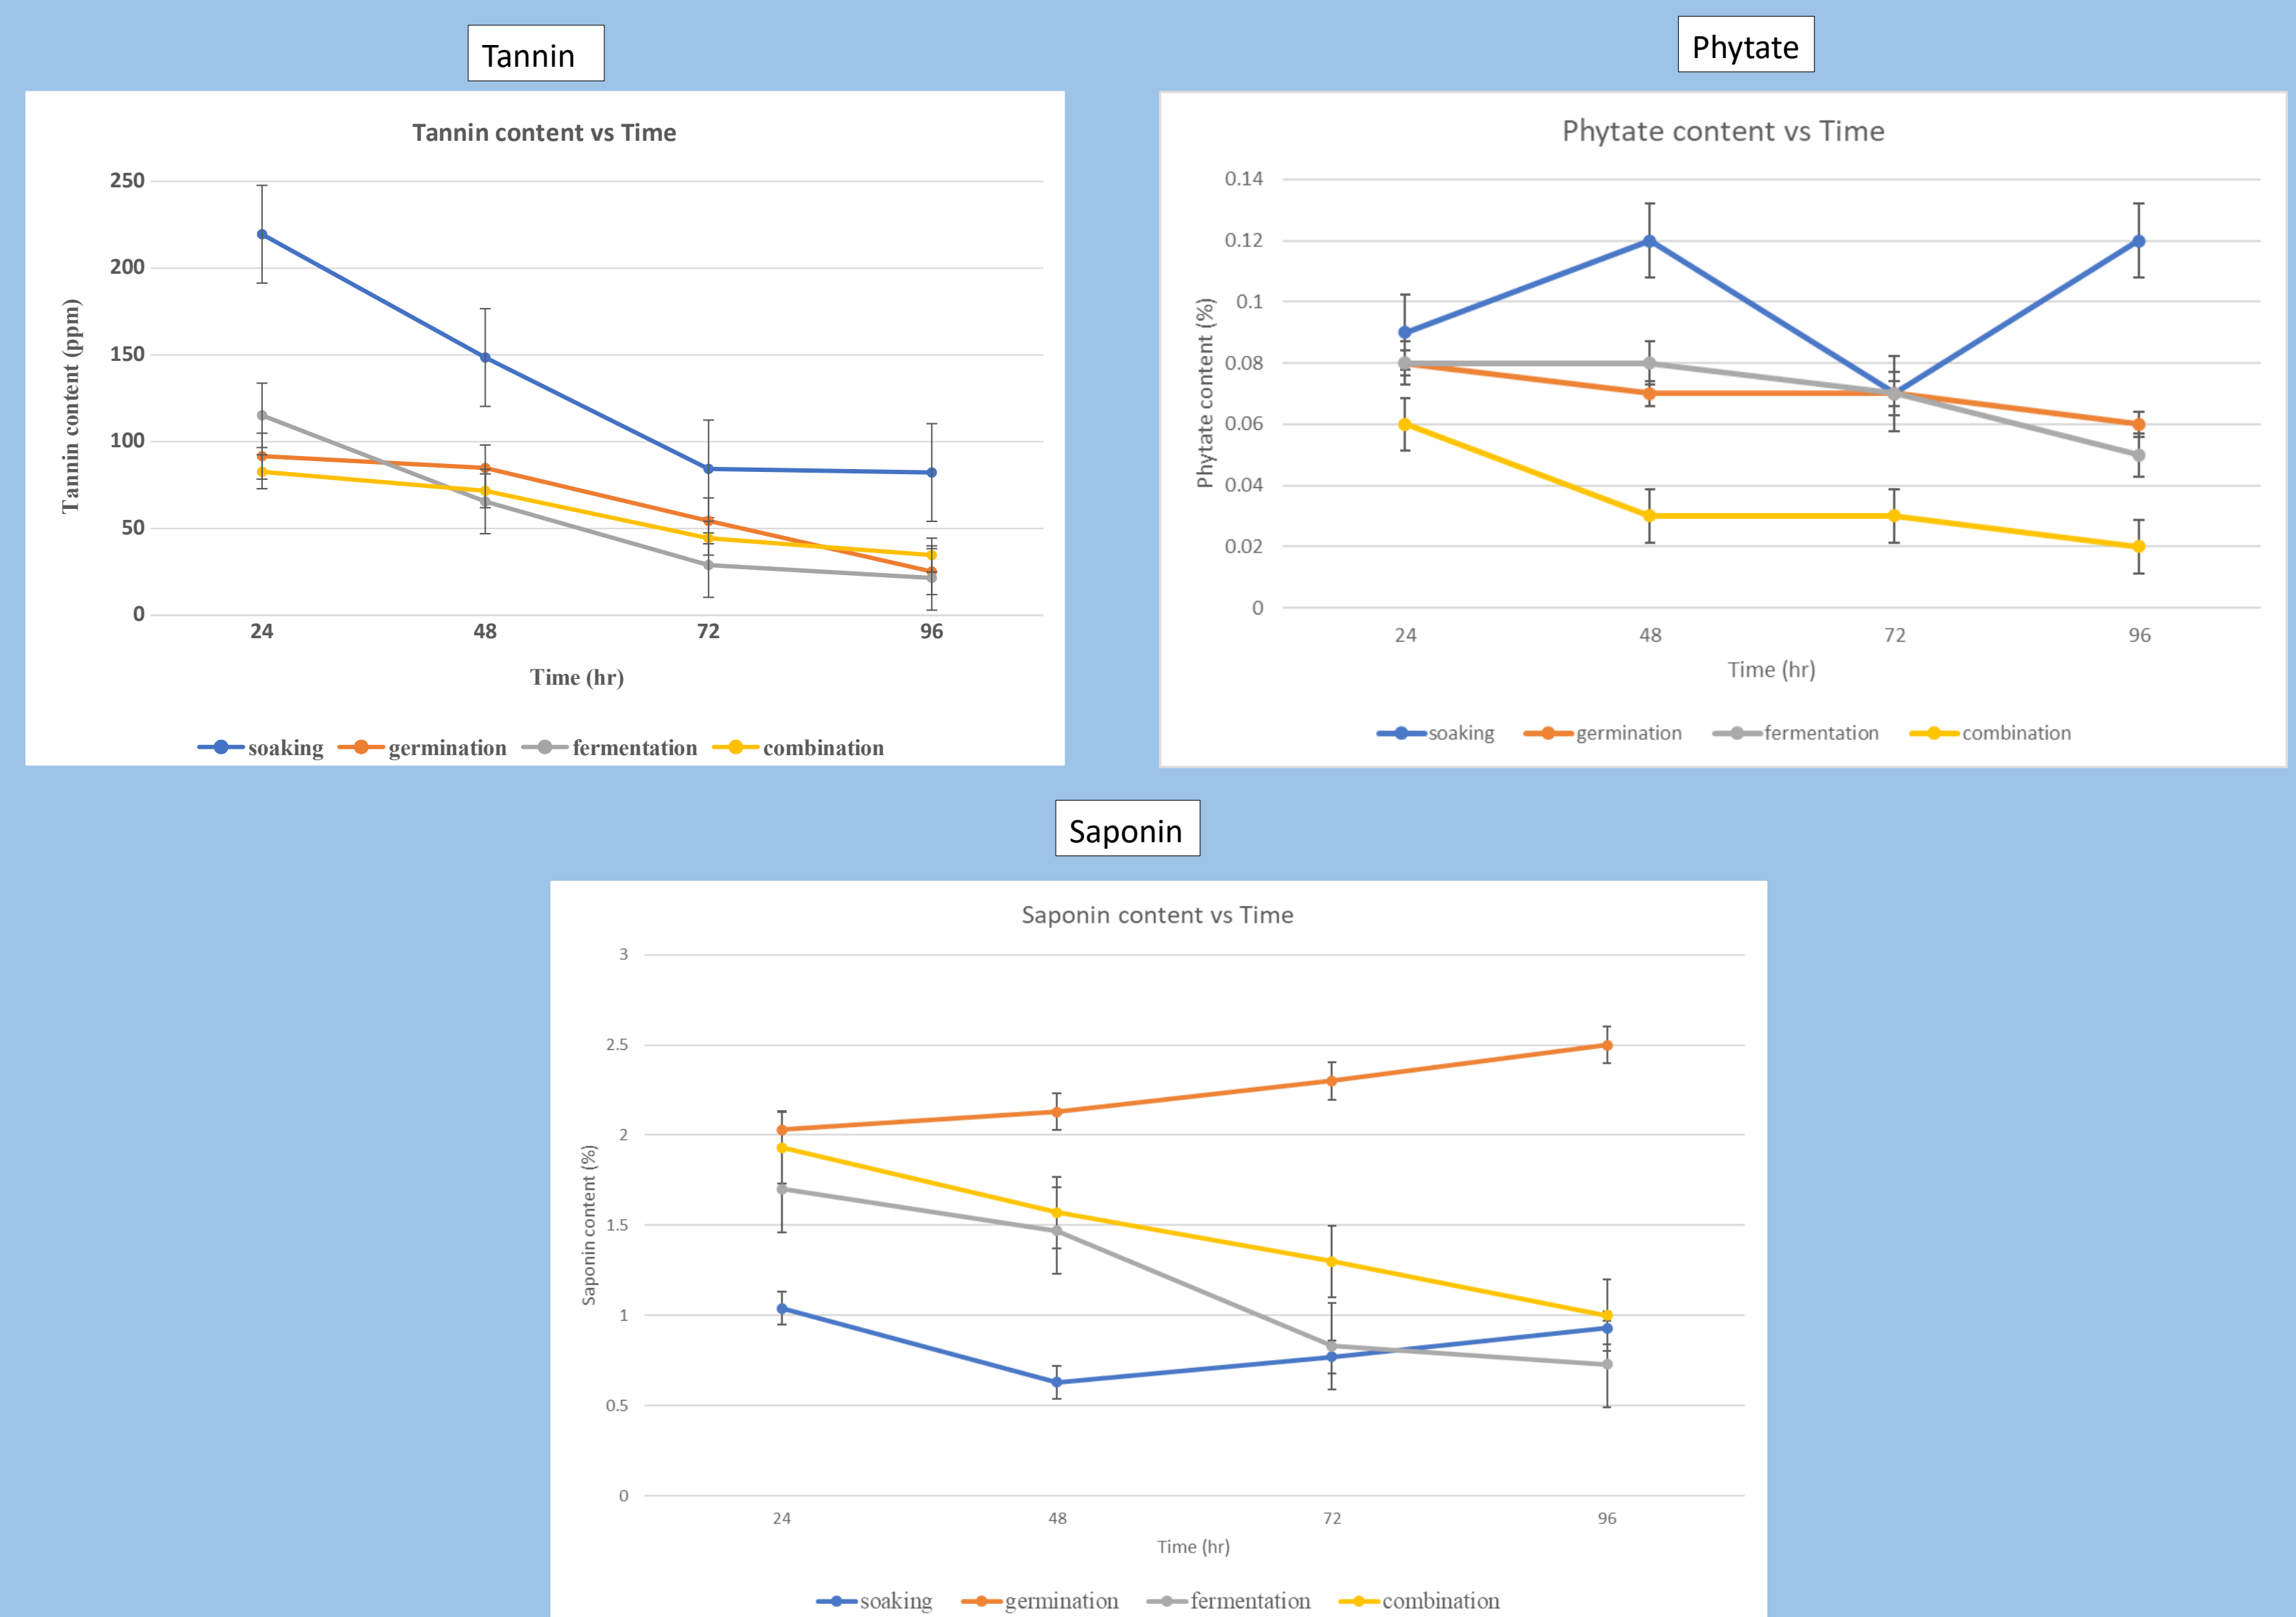 Tannin
Phytate
Tannin content vs Time
250
200
150
100
50
0
24 48 72 96
Tannin content (ppm)
Time (hr)
soaking germination fermentation combination
Phytate content vs Time
0.14
0.12
0.1
0.08
0.06
0.04
0.02
0
24 48 72 96
Phytate content (%)
Time (hr)
soaking germination fermentation combination
Saponin
Saponin content vs Time
3
2.5
2
1.5
1
0.5
0
24 48 72 96
Saponin content (%)
Time (hr)
soaking germination fermentation combination